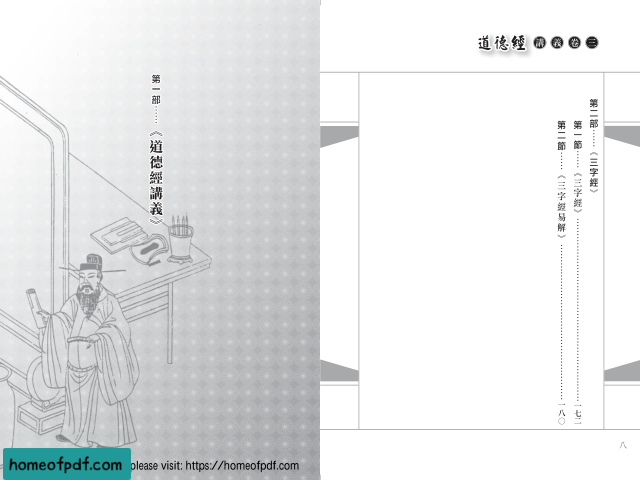 道德經 講義卷三
第二部……《三字經》
第一節……《三字經》……一七二
第二節……《三字經易解》……一八〇
八
第一部……《道德經講義》
homeofpdf.com
please visit: https://homeofpdf.com